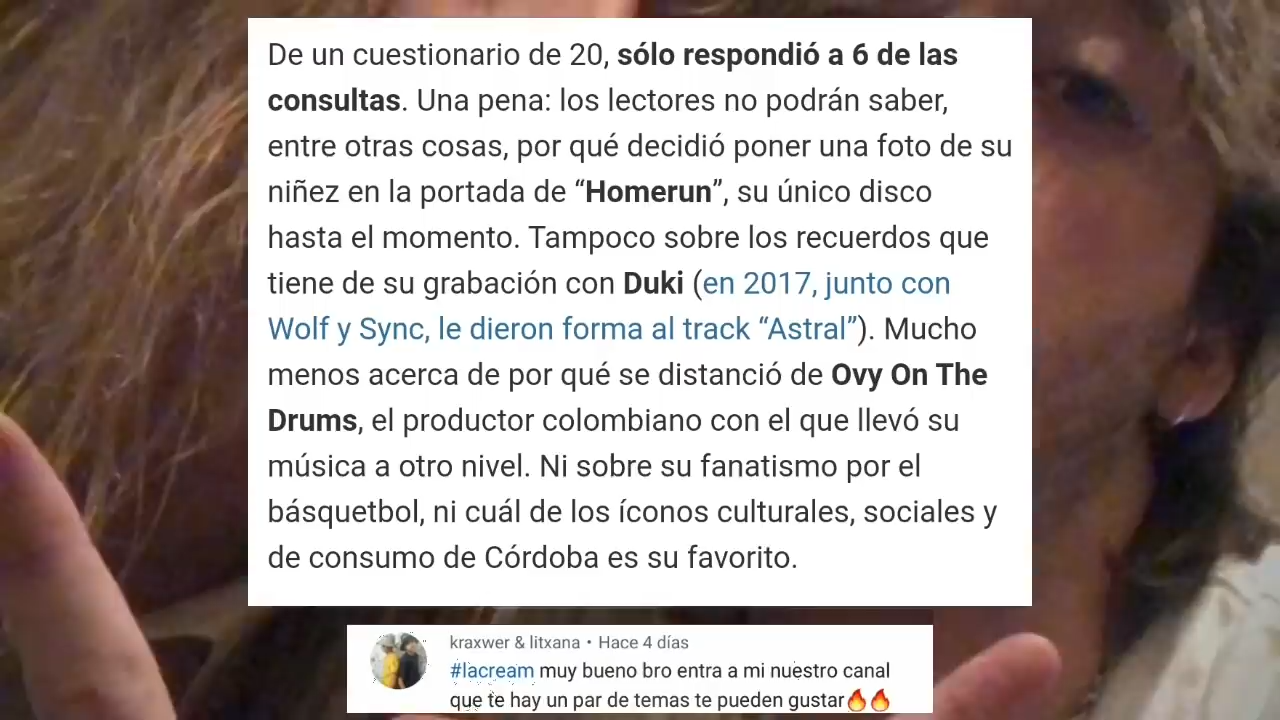 De un cuestionario de 20, sólo respondió a 6 de las
consultas. Una pena: los lectores no podrán saber,
entre otras cosas, por qué decidió poner una foto de su
niñez en la portada de “Homerun”, su único disco
hasta el momento. Tampoco sobre los recuerdos que
tiene de su grabación con Duki (en 2017, junto con
Wolf y Sync, le dieron forma al track “Astral”). Mucho
menos acerca de por qué se distanció de Ovy On The
Drums, el productor colombiano con el que llevó su
música a otro nivel. Ni sobre su fanatismo por el
básquetbol, ni cuál de los íconos culturales, sociales y
de consumo de Córdoba es su favorito.
kraxwer & litxana • Hace 4 días
#lacream muy bueno bro entra a mi nuestro canal
que te hay un par de temas te pueden gustar🔥🔥